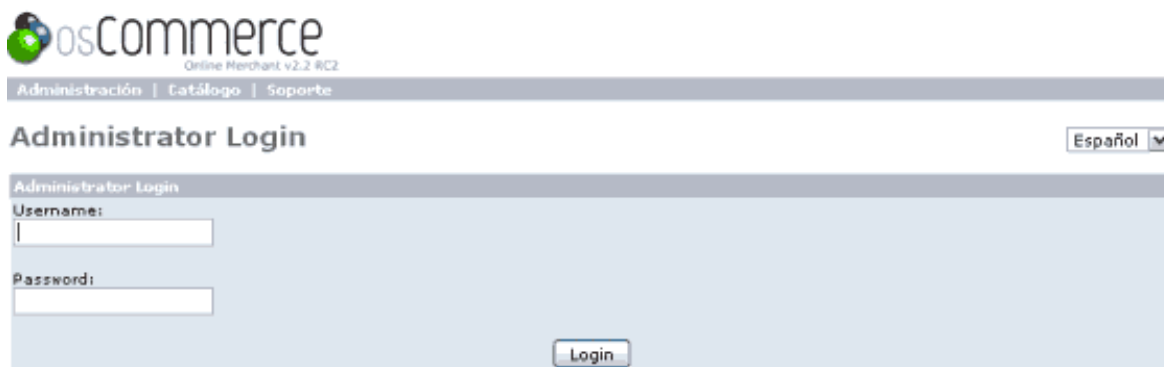 osCommerce
Online Merchant v2.2 RC2
Administración | Catálogo | Soporte
Administrator Login
Español
Administrator Login
Username:
Password:
Login